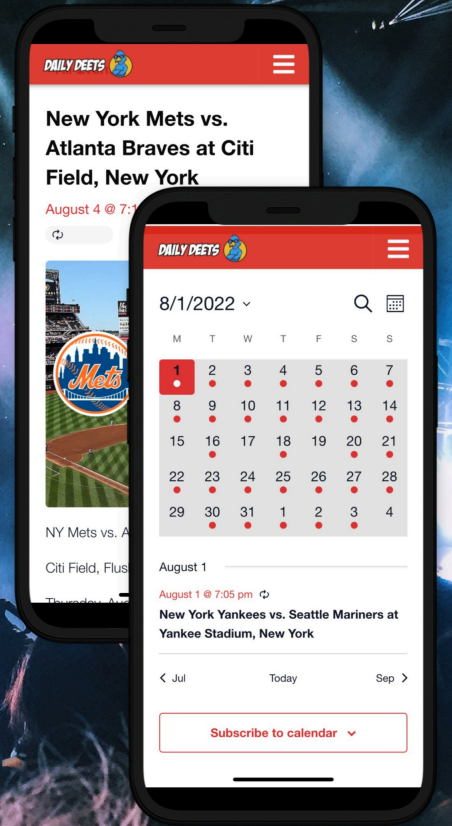 DAILY DEETS
New York Mets vs.
Atlanta Braves at Citi
Field, New York
August 4 @ 7:1
Mets
NY Mets vs. A
Citi Field, Flus
DAILY DEETS
8/1/2022
M T W T F S S
1 2 3 4 5 6 7
8 9 10 11 12 13 14
15 16 17 18 19 20 21
22 23 24 25 26 27 28
29 30 31 1 2 3 4
August 1
August 1 @ 7:05 pm
New York Yankees vs. Seattle Mariners at
Yankee Stadium, New York
Jul Today Sep
Subscribe to calendar